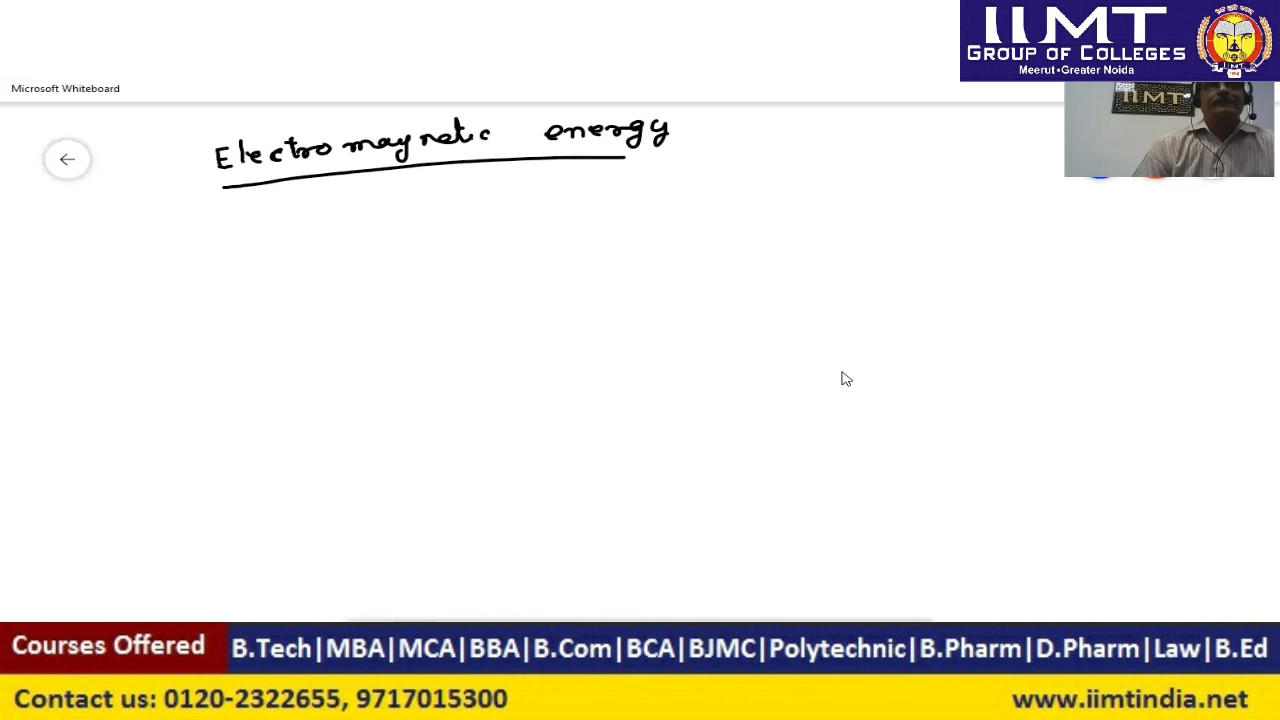 IIMT
GROUP OF COLLEGES
Meerut•Greater Noida
Microsoft Whiteboard
IIMT
Electromagnetic energy
Courses Offered B.Tech|MBA|MCA|BBA|B.Com|BCA|BJMC|Polytechnic|B.Pharm|D.Pharm|Law|B.Ed
Contact us: 0120-2322655, 9717015300 www.iimtindia.net